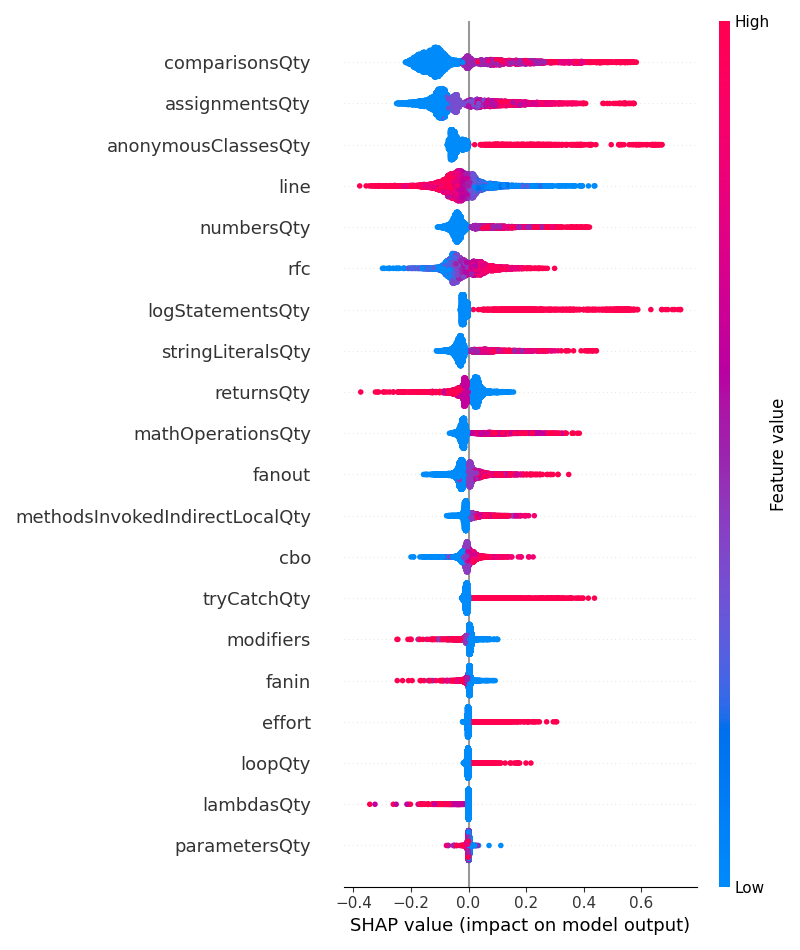 High
comparisonsQty
assignmentsQty
anonymousClassesQty
line
numbersQty
rfc
logStatementsQty
stringLiteralsQty
returnsQty
mathOperationsQty
fanout
methodsInvokedIndirectLocalQty
cbo
tryCatchQty
modifiers
fanin
effort
loopQty
lambdasQty
parametersQty
Feature value
Low
−0.4 −0.2 0.0 0.2 0.4 0.6
SHAP value (impact on model output)